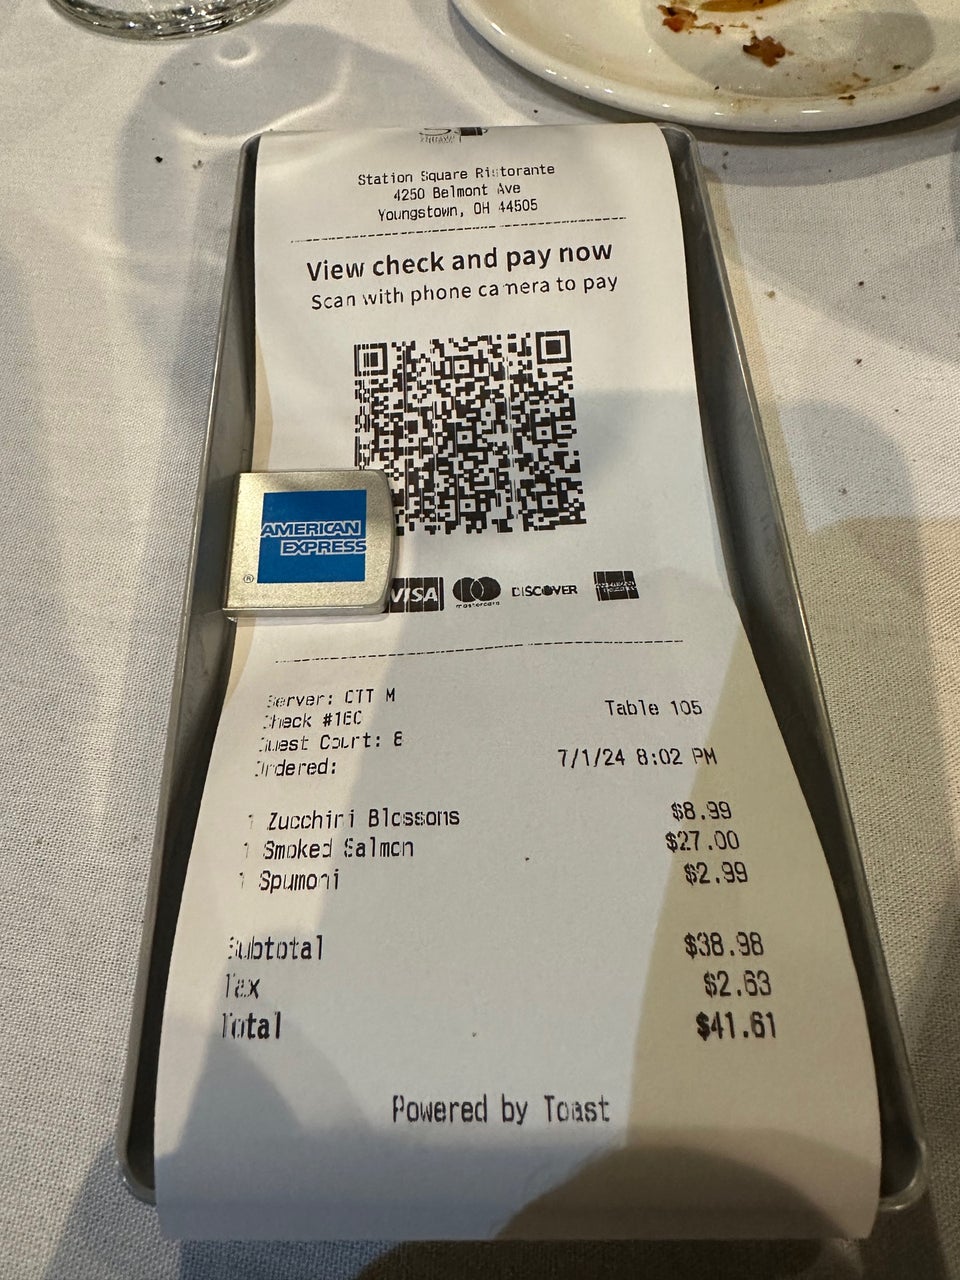 Station Square Ristorante
4250 Belmont Ave
Youngstown, OH 44505
View check and pay now
Scan with phone camera to pay
AMERICAN
EXPRESS
®
VISA
mastercard
DISCOVER
Server: CTT M
Check
Table 105
Guest Count: 8
Ordered:
7/1/24 8:02 PM
1 Zucchini Blossoms $8.99
1 Smoked Salmon $27.00
1 Spumoni $2.99
Subtotal $38.98
Tax $2.63
Total $41.61
Powered by Toast